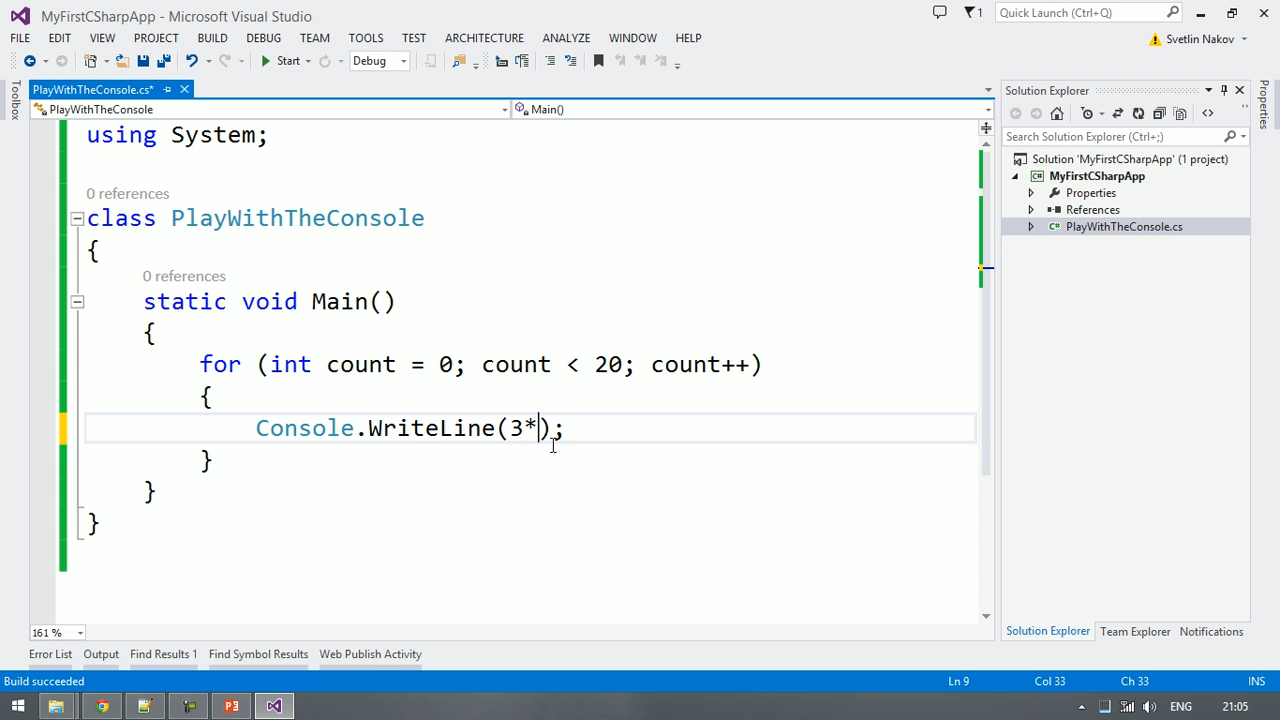 MyFirstCSharpApp - Microsoft Visual Studio
1
Quick Launch (Ctrl+Q)
FILE EDIT VIEW PROJECT BUILD DEBUG TEAM TOOLS TEST ARCHITECTURE ANALYZE WINDOW HELP
Svetlin Nakov
Start
Debug
Toolbox
PlayWithTheConsole.cs*
PlayWithTheConsole
Main()
using System;
0 references
class PlayWithTheConsole
{
0 references
static void Main()
{
for (int count = 0; count < 20; count++)
{
Console.WriteLine(3*);
}
}
}
161 %
Solution Explorer
Search Solution Explorer (Ctrl+;)
Solution 'MyFirstCSharpApp' (1 project)
C# MyFirstCSharpApp
Properties
References
C# PlayWithTheConsole.cs
Solution Explorer Team Explorer Notifications
Properties
Error List Output Find Results 1 Find Symbol Results Web Publish Activity
Build succeeded
Ln 9 Col 33 Ch 33 INS
P3
ENG 21:05